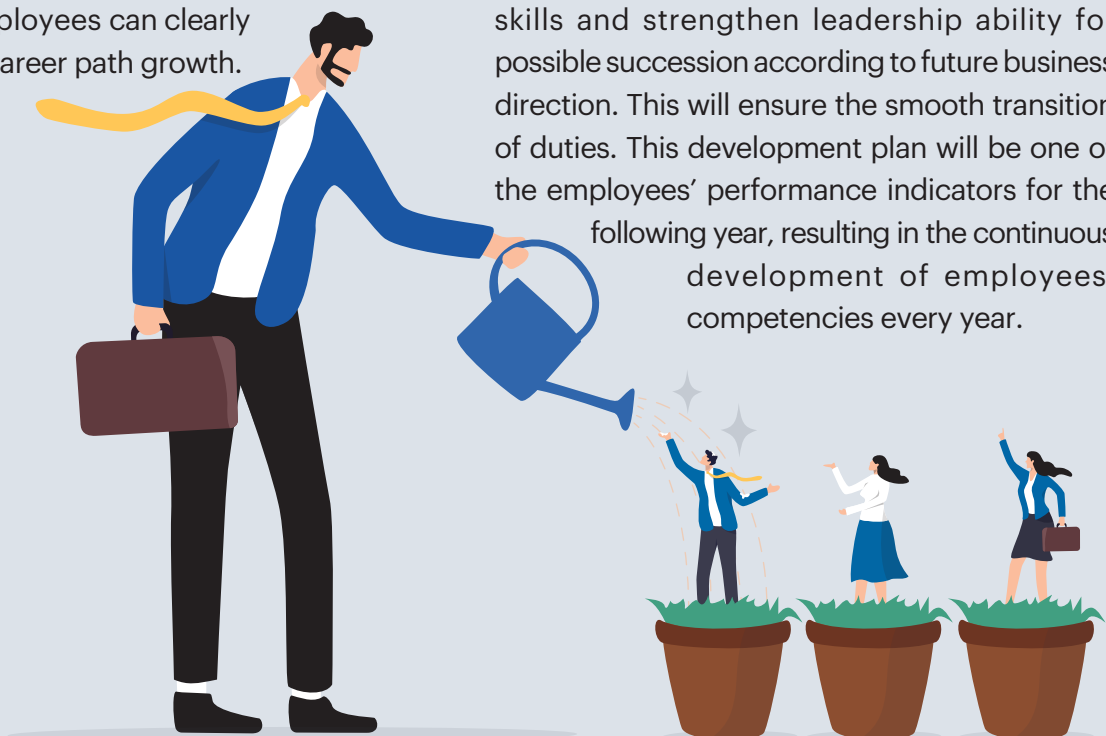 ployees can clearly
areer path growth.
skills and strengthen leadership ability fo
possible succession according to future business
direction. This will ensure the smooth transition
of duties. This development plan will be one o
the employees’ performance indicators for the
following year, resulting in the continuous
development of employees
competencies every year.